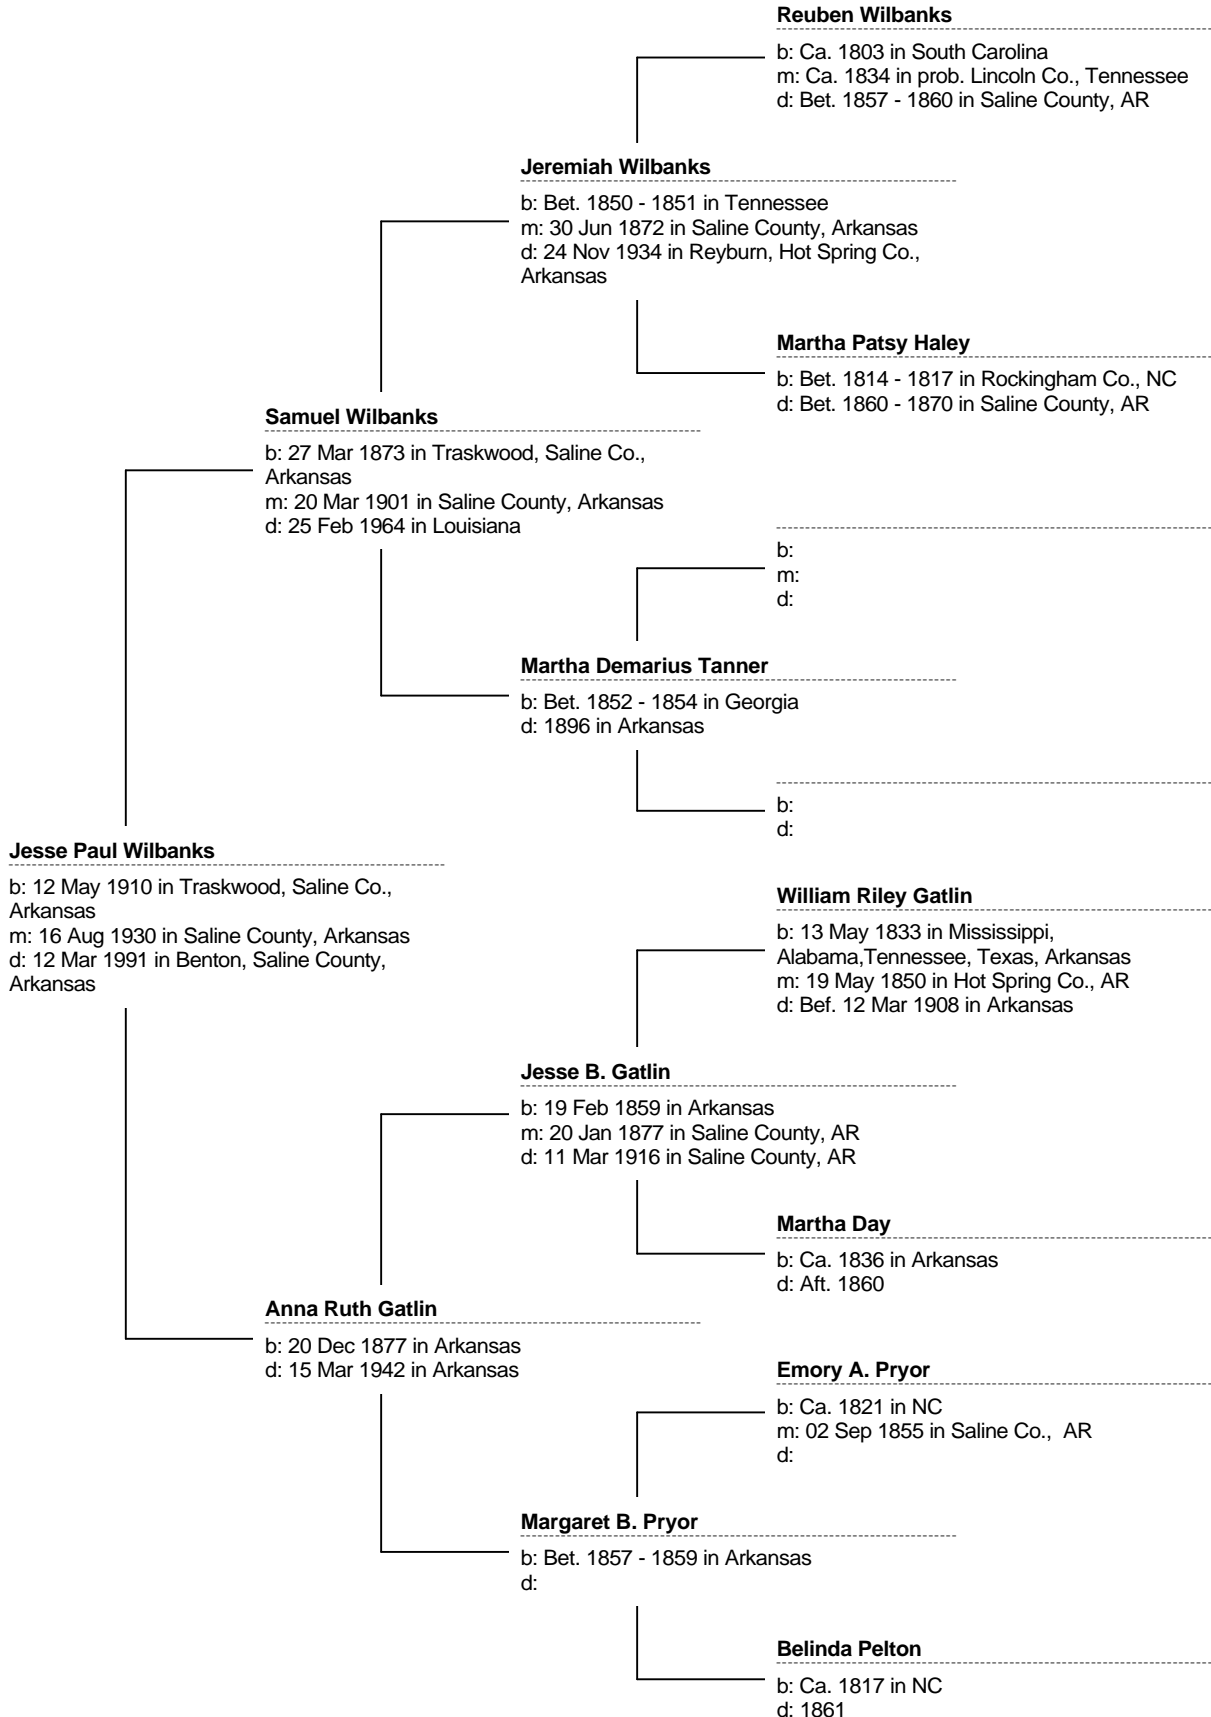 Reuben Wilbanks
b: Ca. 1803 in South Carolina
m: Ca. 1834 in prob. Lincoln Co., Tennessee
d: Bet. 1857 - 1860 in Saline County, AR
Jeremiah Wilbanks
b: Bet. 1850 - 1851 in Tennessee
m: 30 Jun 1872 in Saline County, Arkansas
d: 24 Nov 1934 in Reyburn, Hot Spring Co.,
Arkansas
Martha Patsy Haley
b: Bet. 1814 - 1817 in Rockingham Co., NC
d: Bet. 1860 - 1870 in Saline County, AR
Samuel Wilbanks
b: 27 Mar 1873 in Traskwood, Saline Co.,
Arkansas
m: 20 Mar 1901 in Saline County, Arkansas
d: 25 Feb 1964 in Louisiana
b:
m:
d:
Martha Demarius Tanner
b: Bet. 1852 - 1854 in Georgia
d: 1896 in Arkansas
b:
d:
Jesse Paul Wilbanks
b: 12 May 1910 in Traskwood, Saline Co.,
Arkansas
m: 16 Aug 1930 in Saline County, Arkansas
d: 12 Mar 1991 in Benton, Saline County,
Arkansas
William Riley Gatlin
b: 13 May 1833 in Mississippi,
Alabama,Tennessee, Texas, Arkansas
m: 19 May 1850 in Hot Spring Co., AR
d: Bef. 12 Mar 1908 in Arkansas
Jesse B. Gatlin
b: 19 Feb 1859 in Arkansas
m: 20 Jan 1877 in Saline County, AR
d: 11 Mar 1916 in Saline County, AR
Martha Day
b: Ca. 1836 in Arkansas
d: Aft. 1860
Anna Ruth Gatlin
b: 20 Dec 1877 in Arkansas
d: 15 Mar 1942 in Arkansas
Emory A. Pryor
b: Ca. 1821 in NC
m: 02 Sep 1855 in Saline Co.,  AR
d:
Margaret B. Pryor
b: Bet. 1857 - 1859 in Arkansas
d:
Belinda Pelton
b: Ca. 1817 in NC
d: 1861